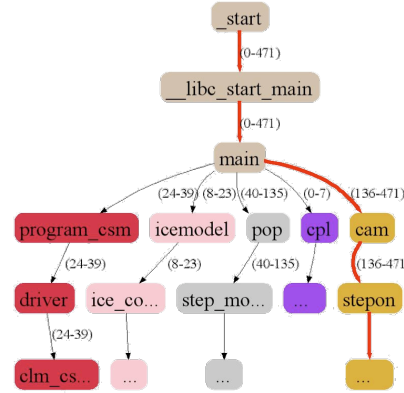 _start
(0-471)
__libc_start_main
(0-471)
main
(24-39) (8-23) (40-135) (0-7) (136-471)
program_csm icemodel pop cpl cam
(24-39) (8-23) (40-135) (136-471)
driver ice_co... step_mo... ... stepon
(24-39)
clm_cs... ... ... ...